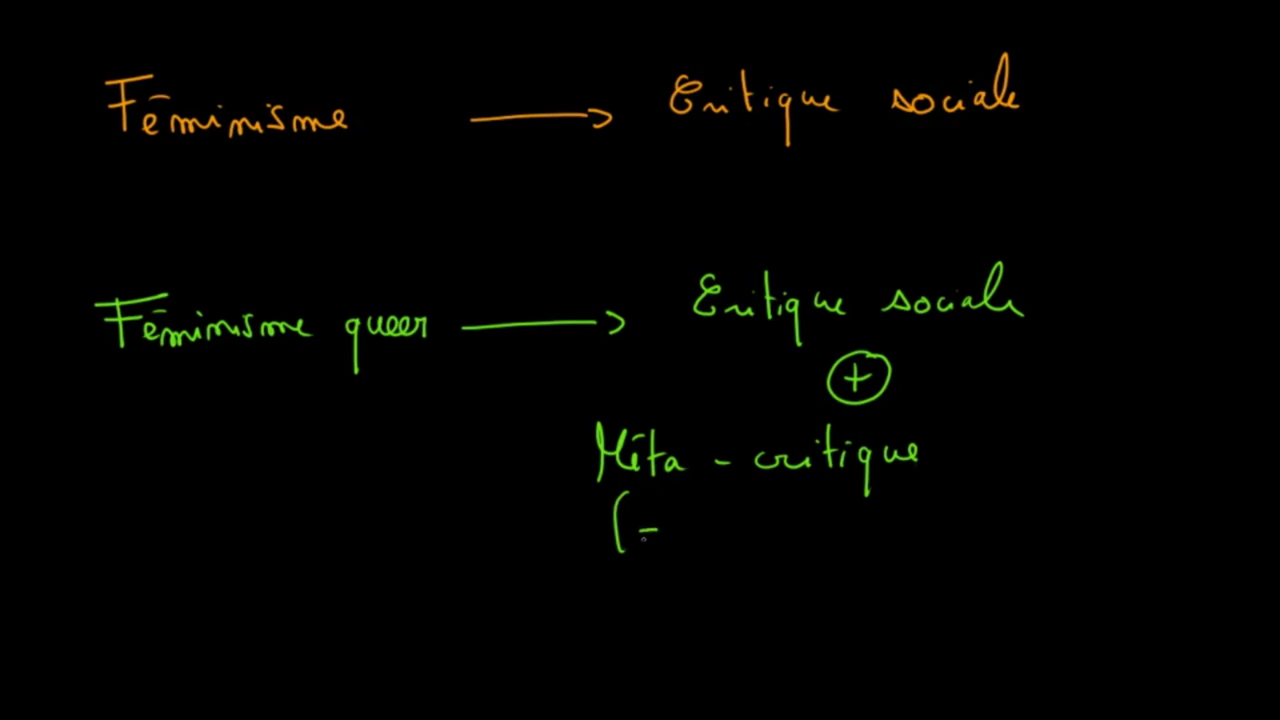 Féminisme → Critique sociale
Féminisme queer → Critique sociale
+
Méta - critique
(-